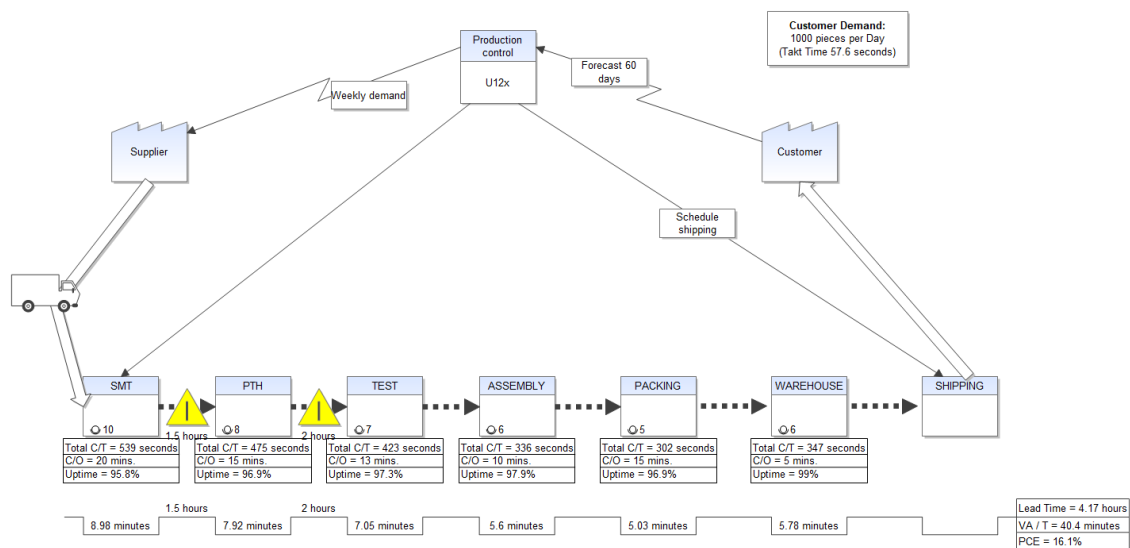 Customer Demand:
1000 pieces per Day
(Takt Time 57.6 seconds)
Production
control
U12x
Forecast 60
days
Weekly demand
Supplier
Customer
Schedule
shipping
SMT
10
PTH
8
TEST
7
ASSEMBLY
6
PACKING
5
WAREHOUSE
6
SHIPPING
1.5 hours
2 hours
Total C/T = 539 seconds
C/O = 20 mins.
Uptime = 95.8%
Total C/T = 475 seconds
C/O = 15 mins.
Uptime = 96.9%
Total C/T = 423 seconds
C/O = 13 mins.
Uptime = 97.3%
Total C/T = 336 seconds
C/O = 10 mins.
Uptime = 97.9%
Total C/T = 302 seconds
C/O = 15 mins.
Uptime = 96.9%
Total C/T = 347 seconds
C/O = 5 mins.
Uptime = 99%
1.5 hours
2 hours
8.98 minutes
7.92 minutes
7.05 minutes
5.6 minutes
5.03 minutes
5.78 minutes
Lead Time = 4.17 hours
VA / T = 40.4 minutes
PCE = 16.1%